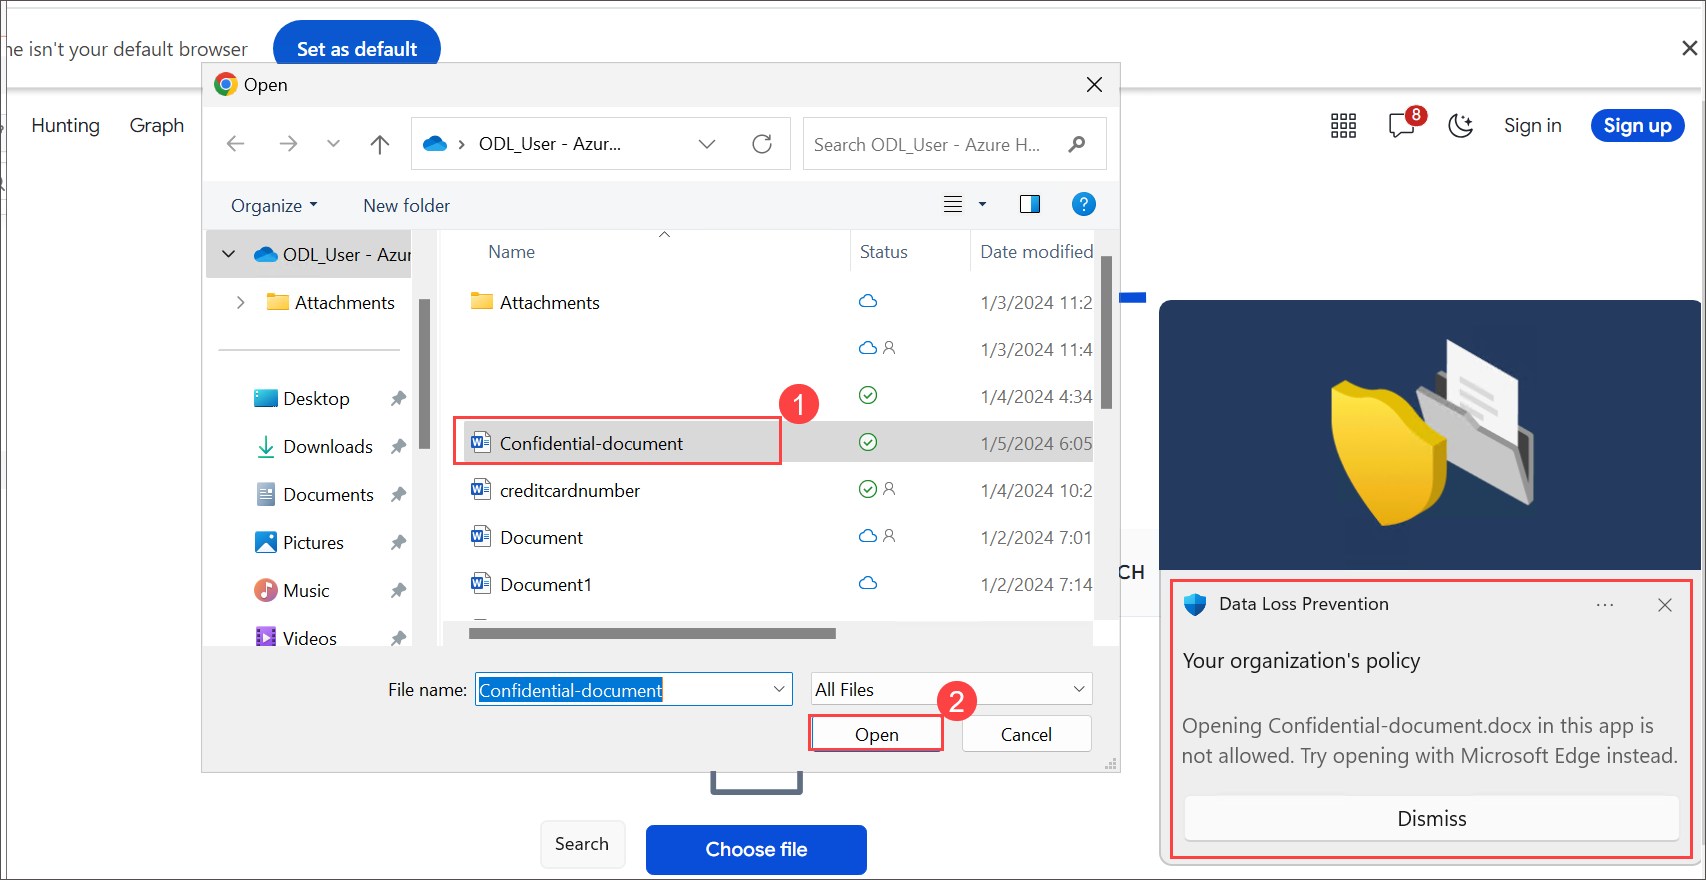 ne isn't your default browser
Set as default
Open
Hunting
Graph
8
Sign in
Sign up
ODL_User - Azur...
Search ODL_User - Azure H...
Organize
New folder
?
ODL_User - Azur
Attachments
Desktop
Downloads
Documents
Pictures
Music
Videos
Name
Status
Date modified
Attachments
1/3/2024 11:2
1/3/2024 11:4
1/4/2024 4:34
1
Confidential-document
1/5/2024 6:05
creditcardnumber
1/4/2024 10:2
Document
1/2/2024 7:01
Document1
1/2/2024 7:14
File name:
Confidential-document
All Files
2
Open
Cancel
CH
Search
Choose file
Data Loss Prevention
Your organization's policy
Opening Confidential-document.docx in this app is
not allowed. Try opening with Microsoft Edge instead.
Dismiss